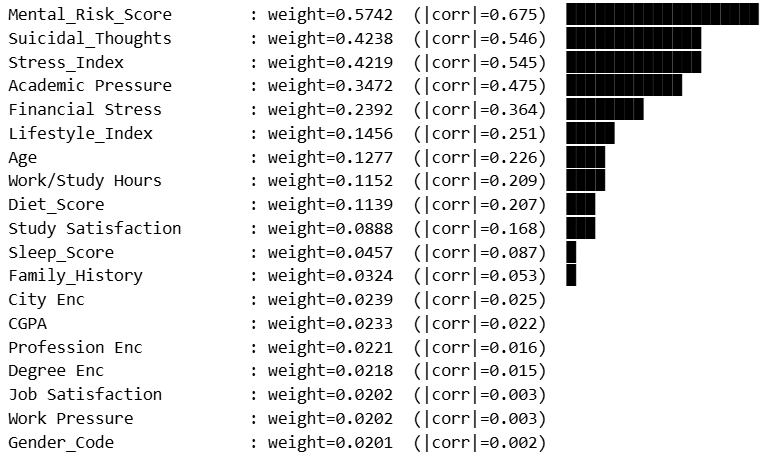 Mental_Risk_Score : weight=0.5742 (|corr|=0.675)
Suicidal_Thoughts : weight=0.4238 (|corr|=0.546)
Stress_Index : weight=0.4219 (|corr|=0.545)
Academic Pressure : weight=0.3472 (|corr|=0.475)
Financial Stress : weight=0.2392 (|corr|=0.364)
Lifestyle_Index : weight=0.1456 (|corr|=0.251)
Age : weight=0.1277 (|corr|=0.226)
Work/Study Hours : weight=0.1152 (|corr|=0.209)
Diet_Score : weight=0.1139 (|corr|=0.207)
Study Satisfaction : weight=0.0888 (|corr|=0.168)
Sleep_Score : weight=0.0457 (|corr|=0.087)
Family_History : weight=0.0324 (|corr|=0.053)
City Enc : weight=0.0239 (|corr|=0.025)
CGPA : weight=0.0233 (|corr|=0.022)
Profession Enc : weight=0.0221 (|corr|=0.016)
Degree Enc : weight=0.0218 (|corr|=0.015)
Job Satisfaction : weight=0.0202 (|corr|=0.003)
Work Pressure : weight=0.0202 (|corr|=0.003)
Gender_Code : weight=0.0201 (|corr|=0.002)